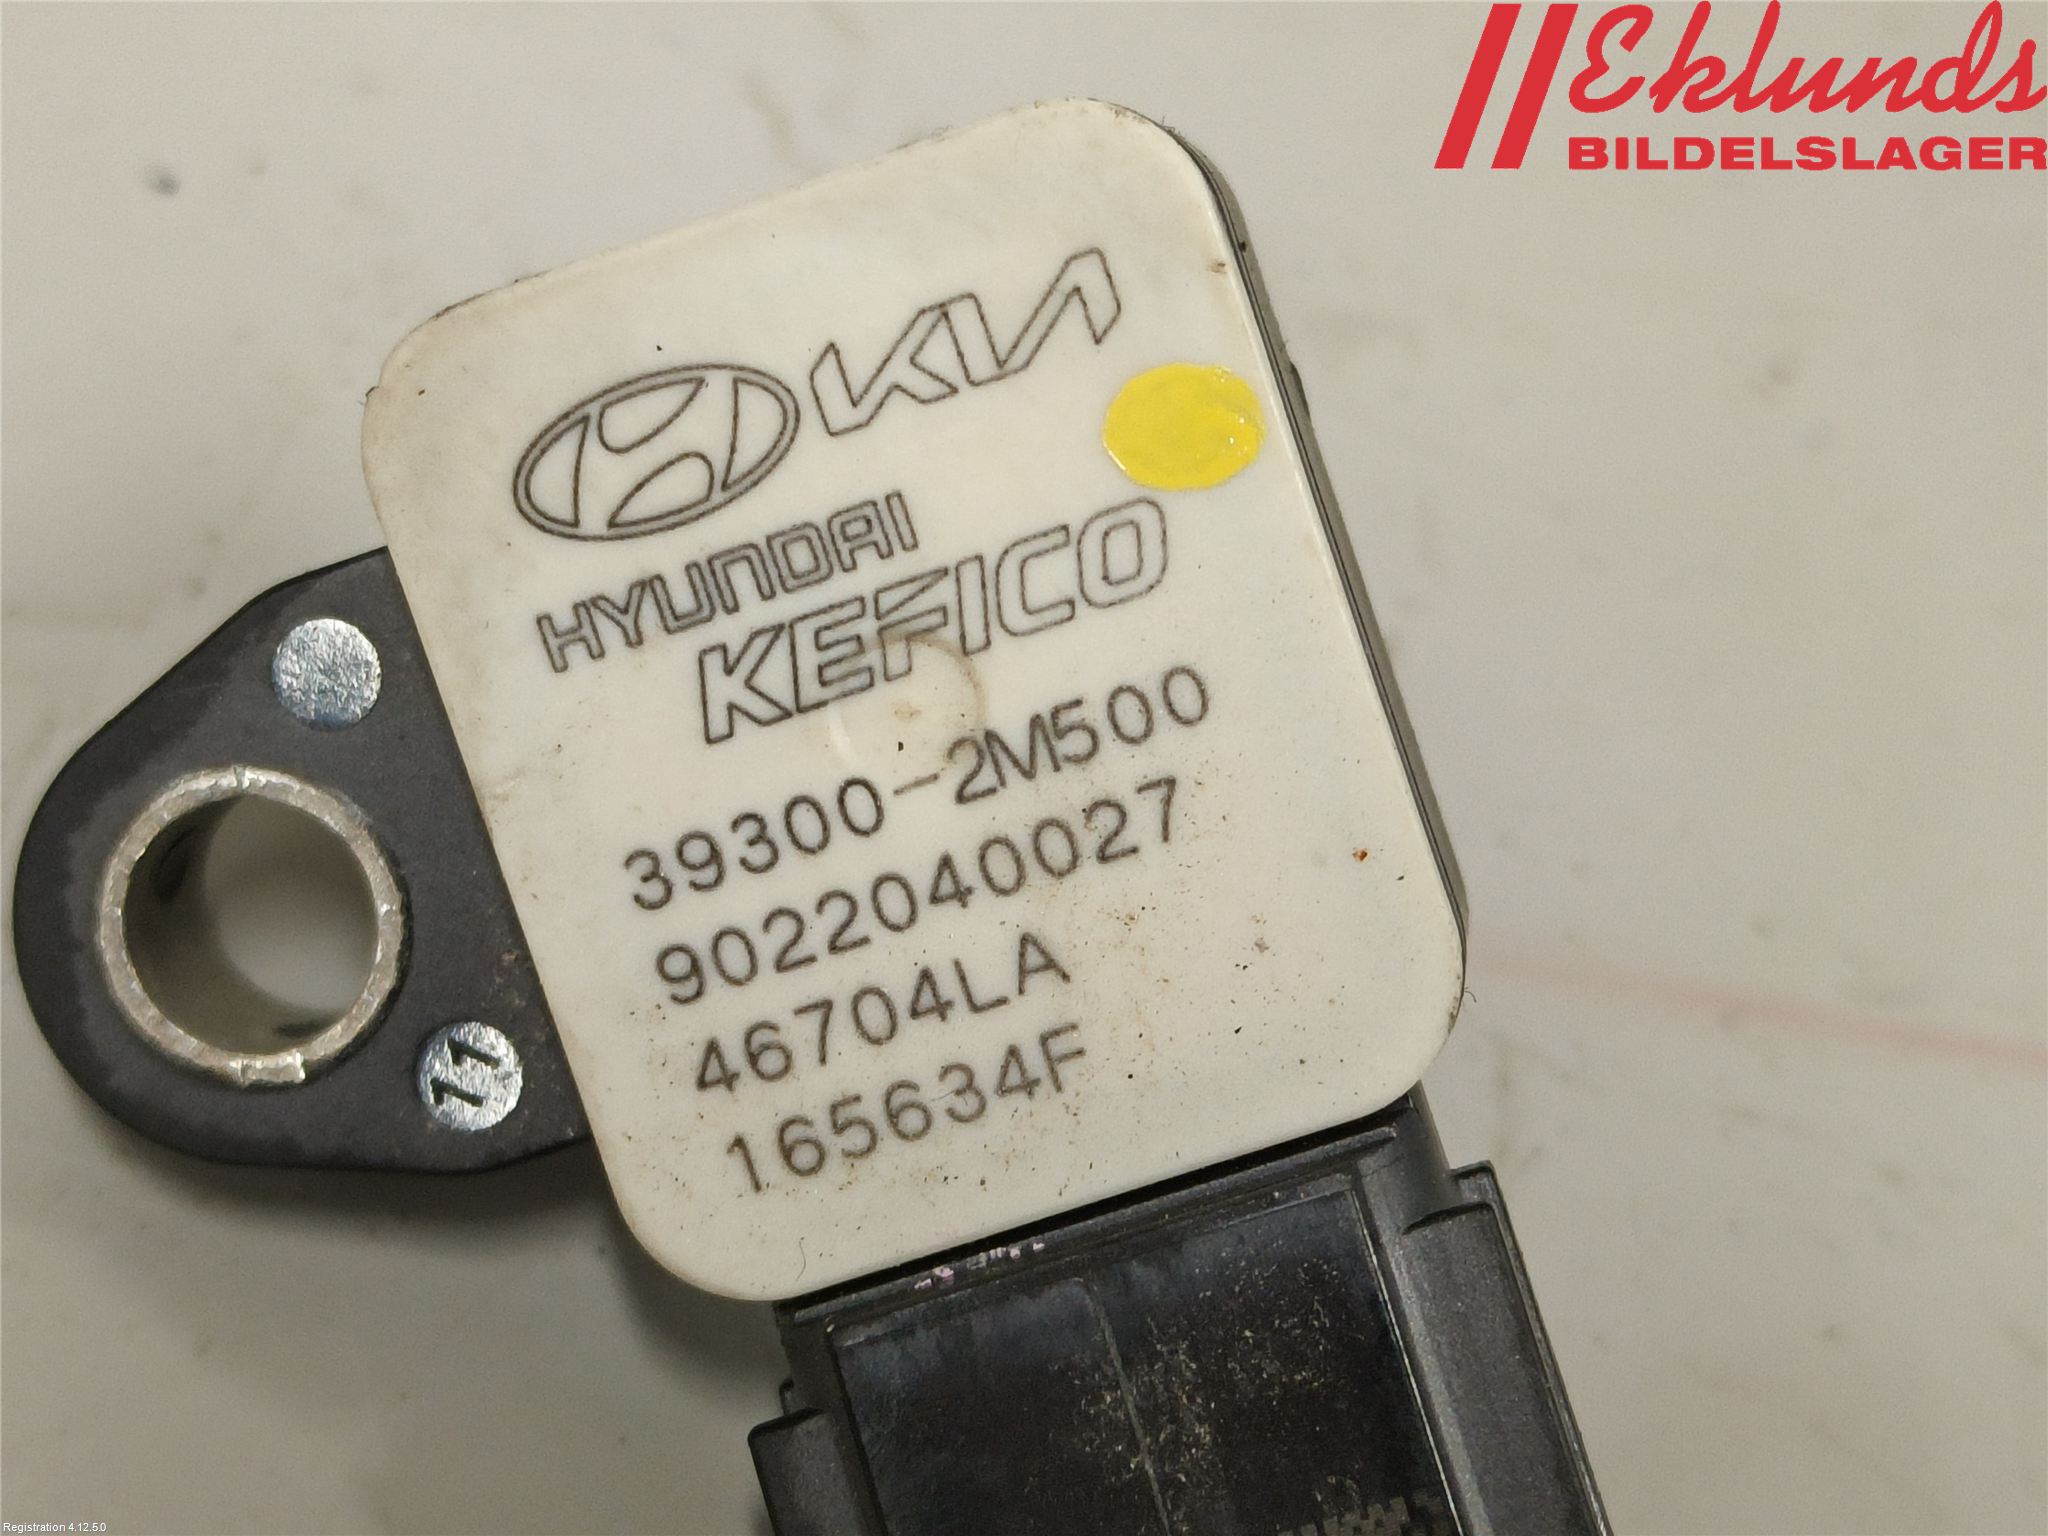 Eklunds
BILDELSLAGER
KIA
HYUNDAI
KEFICO
39300-2M500
9022040027
46704LA
165634F
11
Registration 4.12.5.0